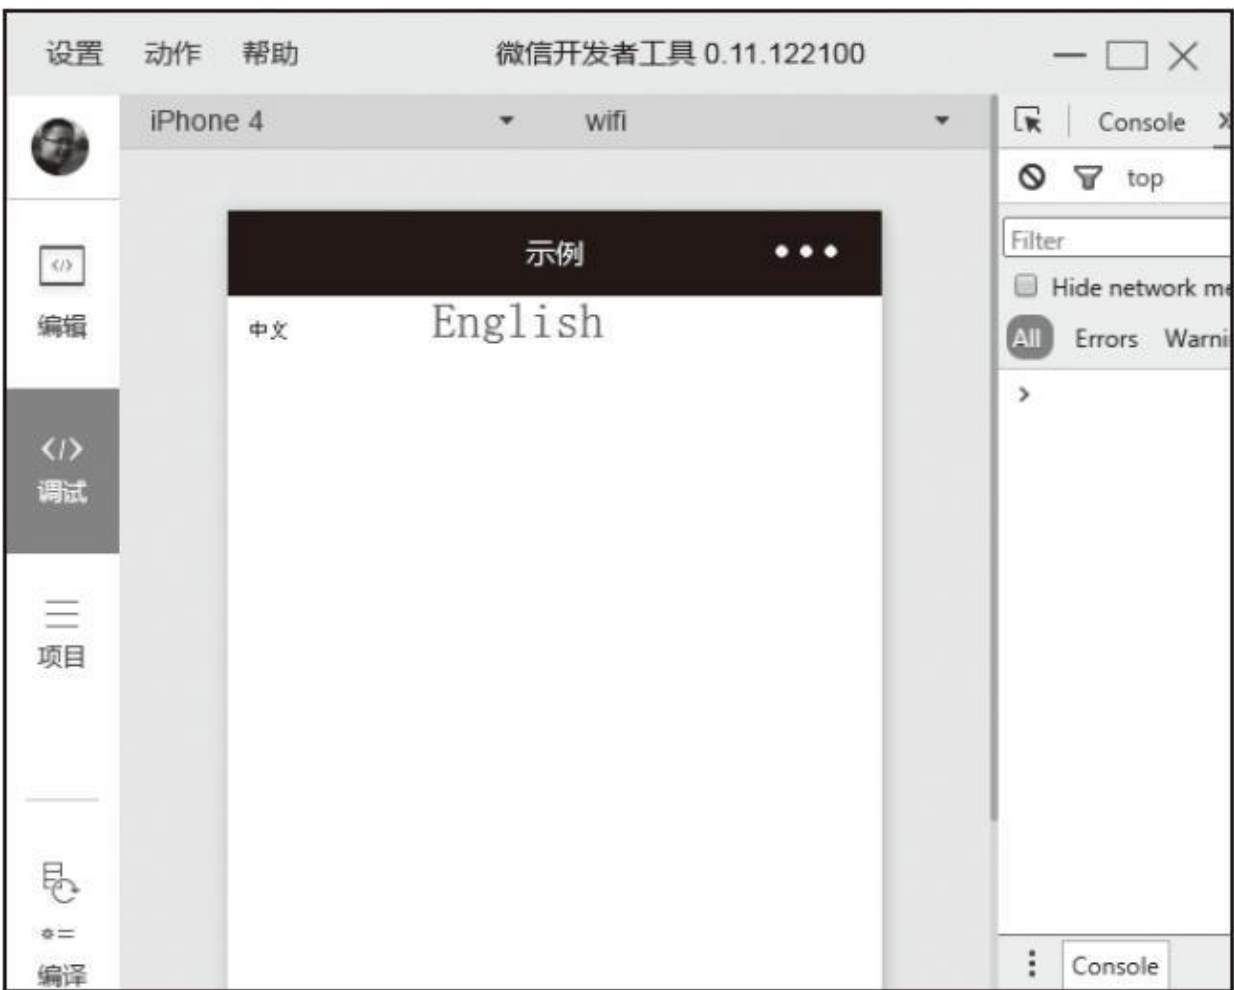 设置 动作 帮助 微信开发者工具 0.11.122100
iPhone 4 wifi
Console
top
Filter
Hide network me
All Errors Warni
示例
中文 English
编辑
调试
项目
编译
Console